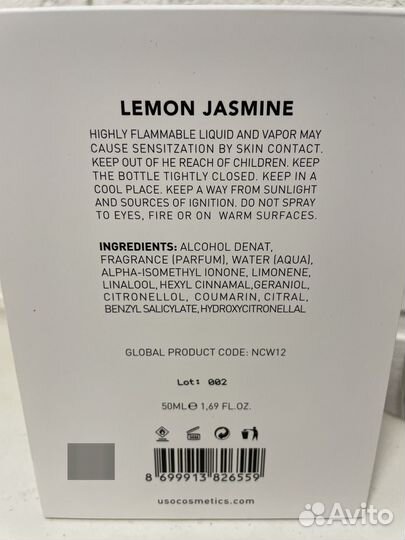 LEMON JASMINE
HIGHLY FLAMMABLE LIQUID AND VAPOR MAY
CAUSE SENSITZATION BY SKIN CONTACT.
KEEP OUT OF HE REACH OF CHILDREN. KEEP
THE BOTTLE TIGHTLY CLOSED. KEEP IN A
COOL PLACE. KEEP A WAY FROM SUNLIGHT
AND SOURCES OF IGNITION. DO NOT SPRAY
TO EYES, FIRE OR ON WARM SURFACES.
INGREDIENTS: ALCOHOL DENAT,
FRAGRANCE (PARFUM), WATER (AQUA),
ALPHA-ISOMETHYL IONONE, LIMONENE,
LINALOOL, HEXYL CINNAMAL,GERANIOL,
CITRONELLOL, COUMARIN, CITRAL,
BENZYL SALICYLATE, HYDROXYCITRONELLAL
GLOBAL PRODUCT CODE: NCW12
Lot: 002
50ML℮ 1,69 FL.OZ.
8 699913 826559
usocosmetics.com
Avito